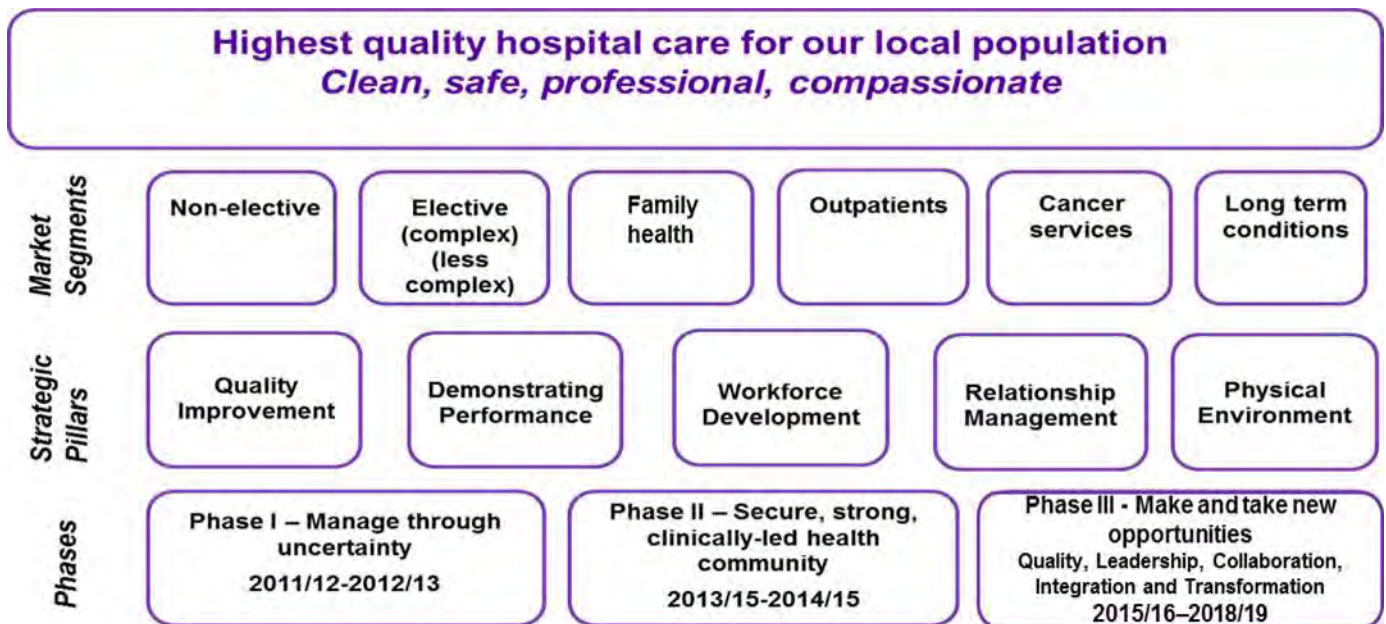 Highest quality hospital care for our local population
Clean, safe, professional, compassionate
Market
Segments
Non-elective
Elective
(complex)
(less
complex)
Family
health
Outpatients
Cancer
services
Long term
conditions
Strategic
Pillars
Quality
Improvement
Demonstrating
Performance
Workforce
Development
Relationship
Management
Physical
Environment
Phases
Phase I – Manage through
uncertainty
2011/12-2012/13
Phase II – Secure, strong,
clinically-led health
community
2013/15-2014/15
Phase III - Make and take new
opportunities
Quality, Leadership, Collaboration,
Integration and Transformation
2015/16–2018/19